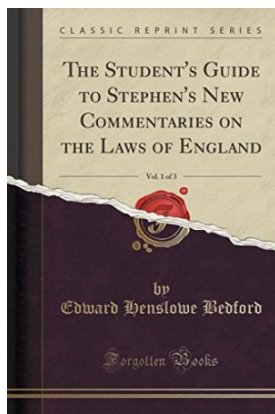 CLASSIC REPRINT SERIES
THE STUDENT'S GUIDE
TO STEPHEN'S NEW
COMMENTARIES ON
THE LAWS OF ENGLAND
Vol. 1 of 3
by
Edward Henslowe Bedford
Forgotten Books